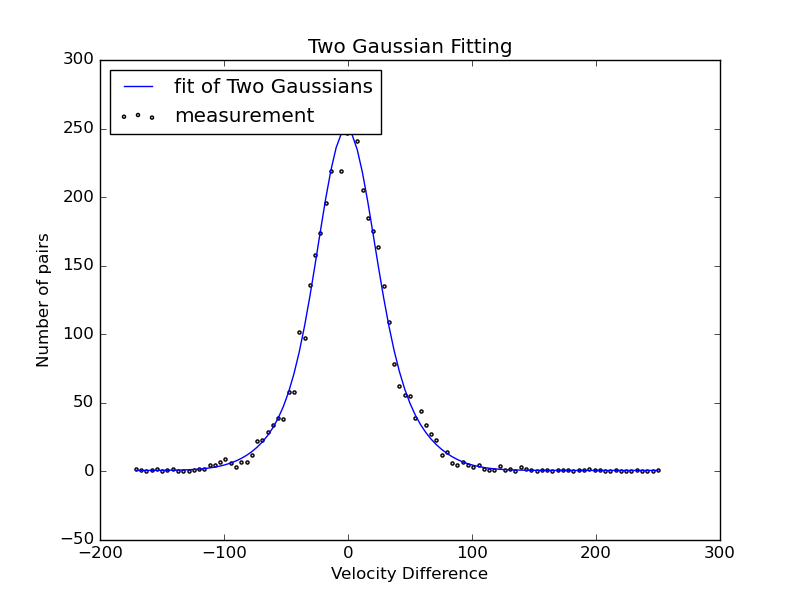 Two Gaussian Fitting
300
250
200
150
100
50
0
−50
−200
−100
0
100
200
300
fit of Two Gaussians
measurement
Number of pairs
Velocity Difference